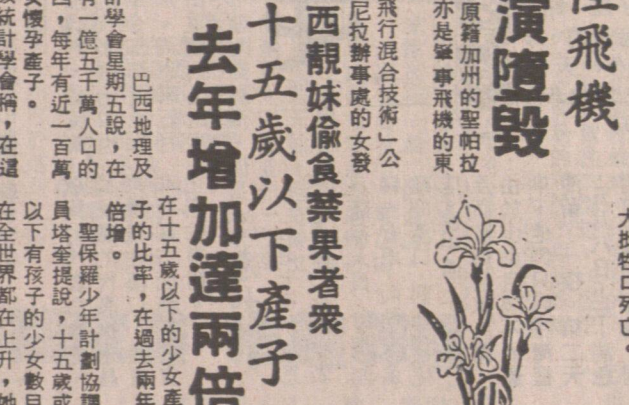 牲口死亡。
飛機
演墮毀
原籍加州的聖帕拉
亦是肇事飛機的東
飛行混合技術」公
尼拉辦事處的女發
西靚妹偷食禁果者衆
十五歲以下產子
去年增加達兩倍
巴西地理及
計學會星期五說，在
有一億五千萬人口的
西，每年有近一百萬
女懷孕產子。
統計學會稱，在這
在十五歲以下的少女產
子的比率，在過去兩年
倍增。
聖保羅少年計劃協調
員塔奎提說，十五歲或
以下有孩子的少女數目
在全世界都在上升，她